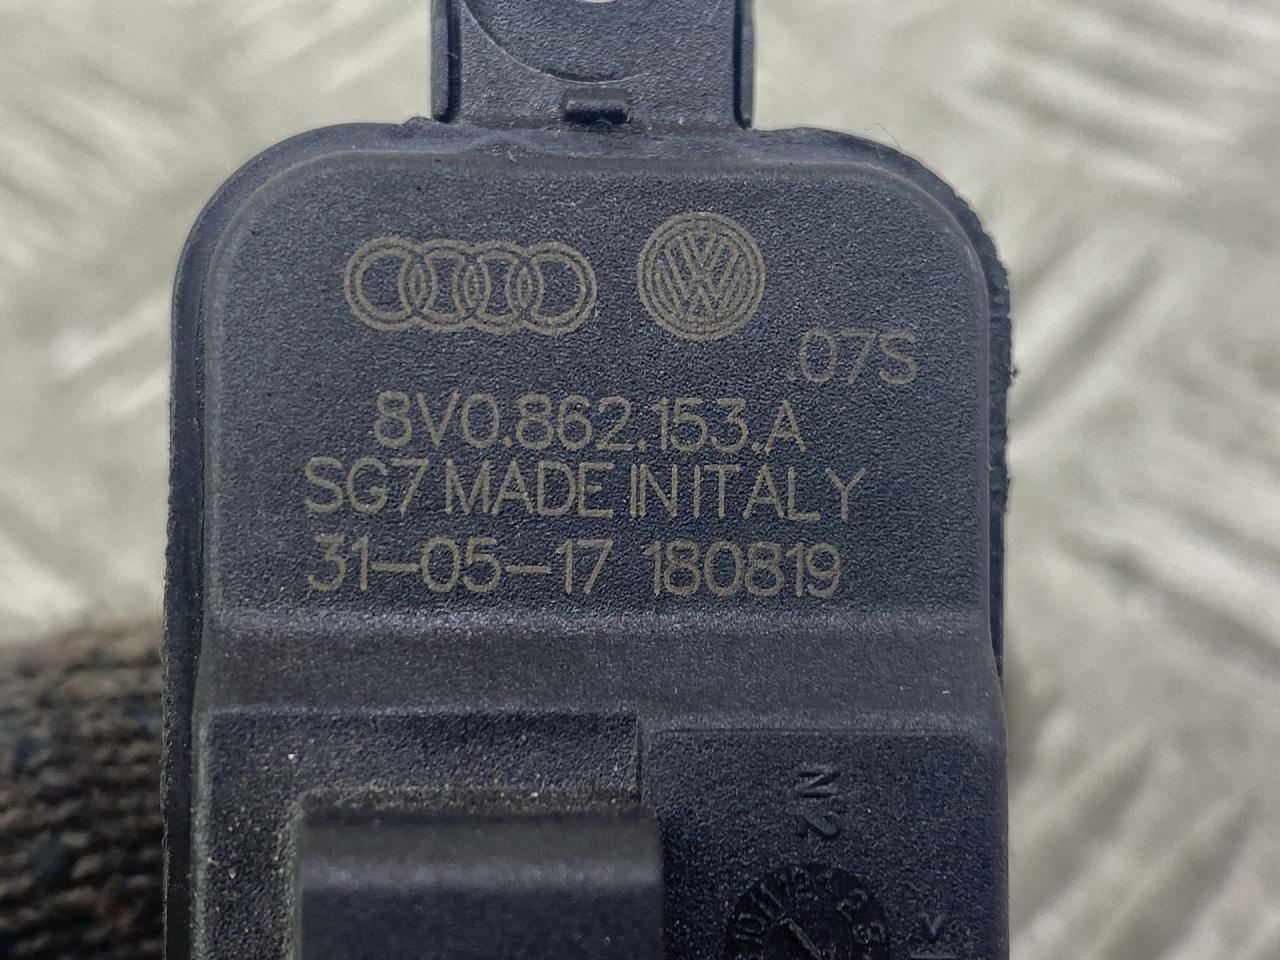 .07S
8V0.862.153.A
SG7 MADE IN ITALY
31-05-17 180819